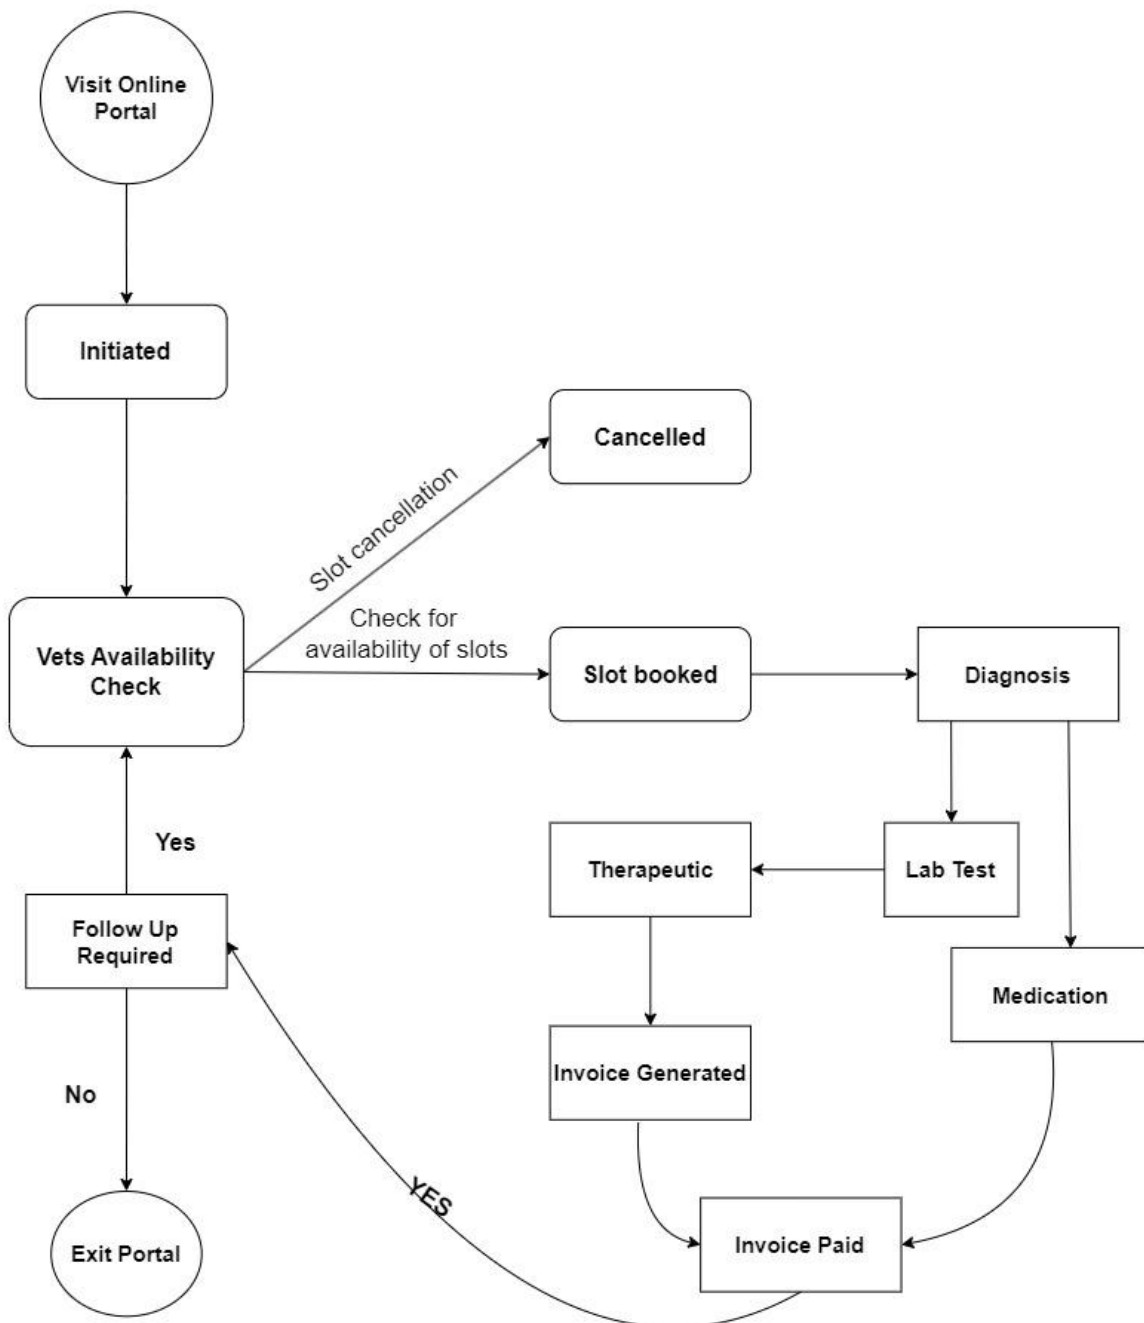 Visit Online
Portal
Initiated
Cancelled
Slot cancellation
Check for
availability of slots
Vets Availability
Check
Slot booked
Diagnosis
Yes
Therapeutic
Lab Test
Follow Up
Required
Medication
Invoice Generated
No
YES
Invoice Paid
Exit Portal